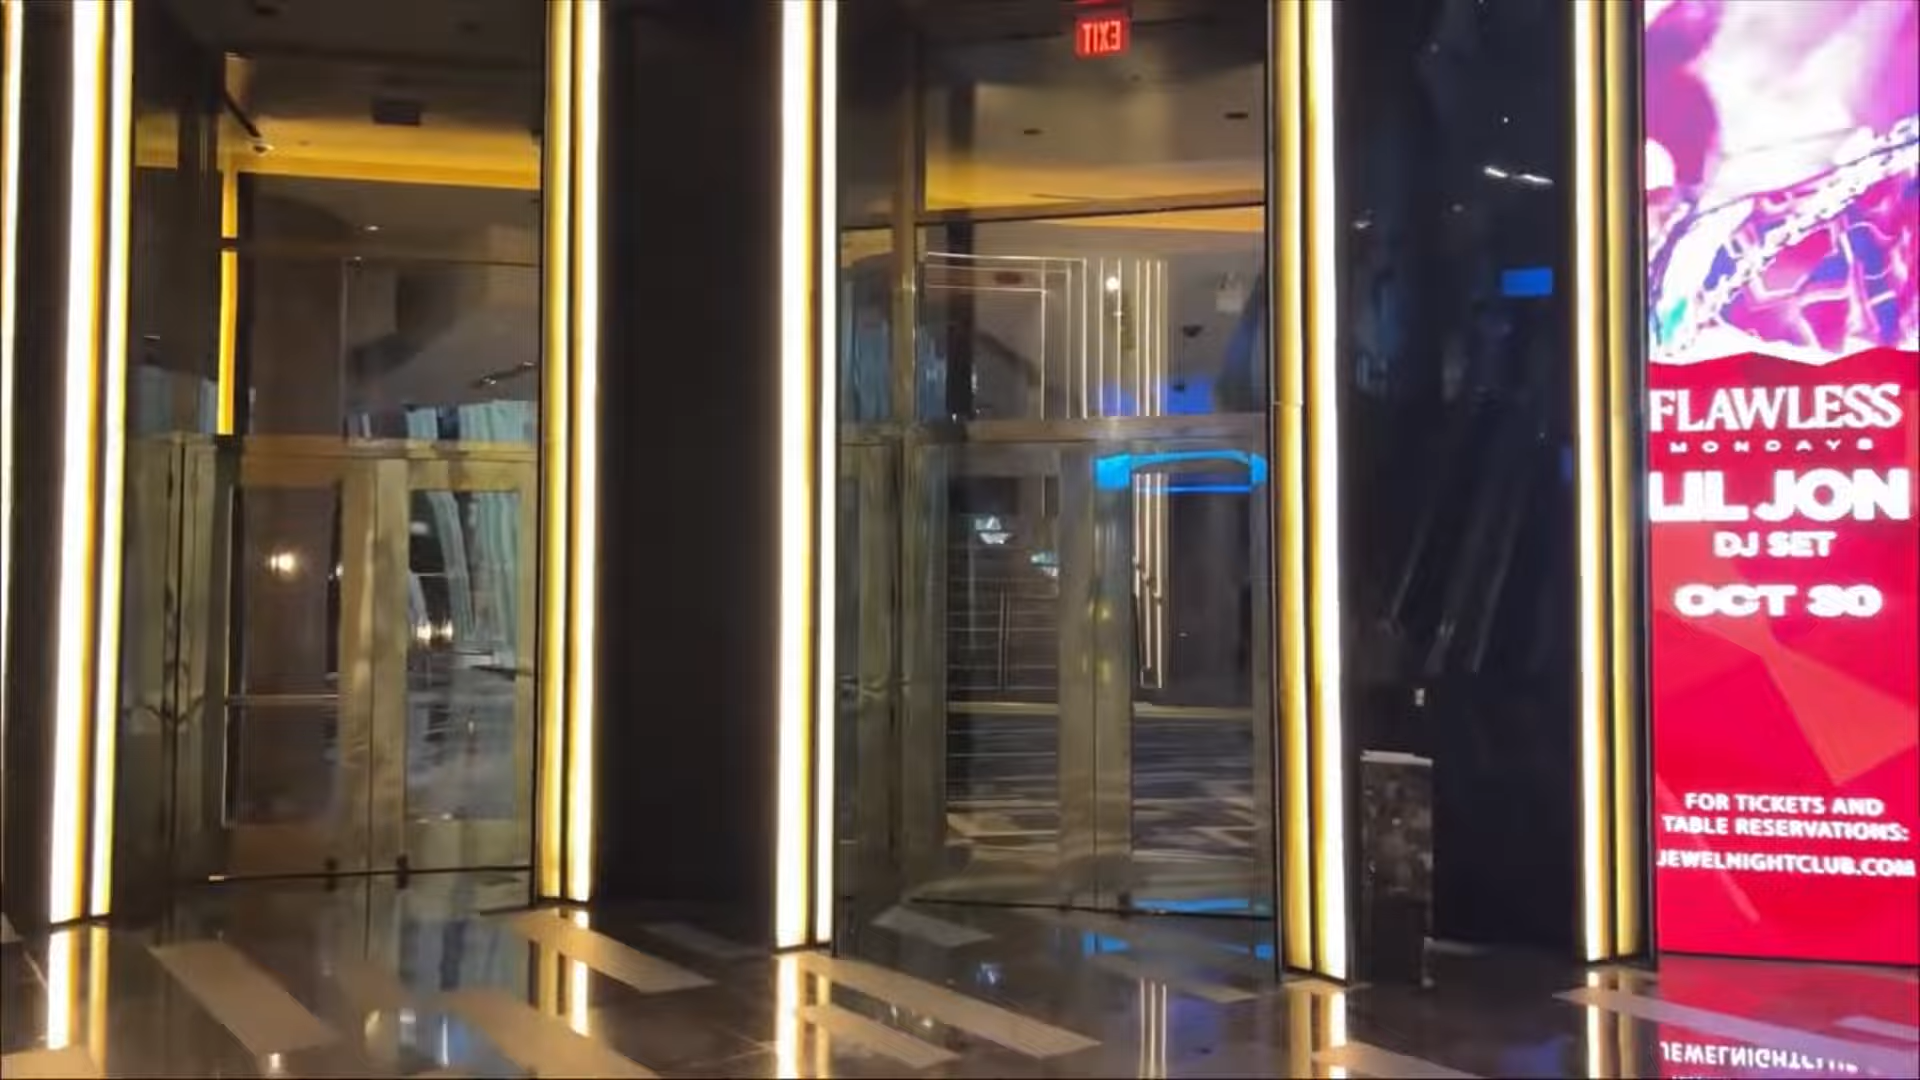 EXIT
FLAWLESS
MONDAYS
LIL JON
DJ SET
OCT 30
FOR TICKETS AND
TABLE RESERVATIONS:
JEWELNIGHTCLUB.COM